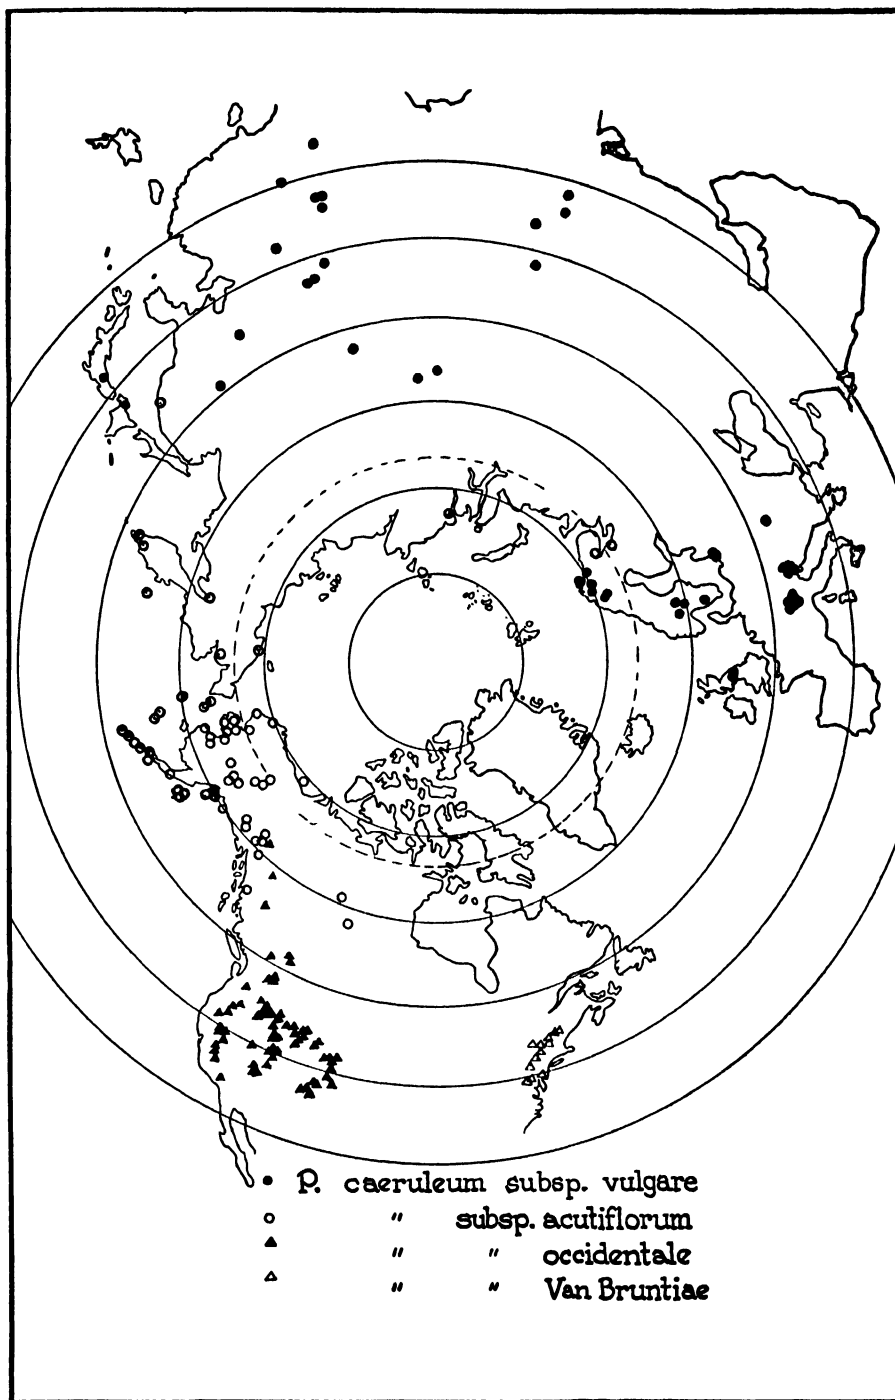 ● P. caeruleum subsp. vulgare
○ " subsp. acutiflorum
▲ " " occidentale
△ " " Van Bruntiae